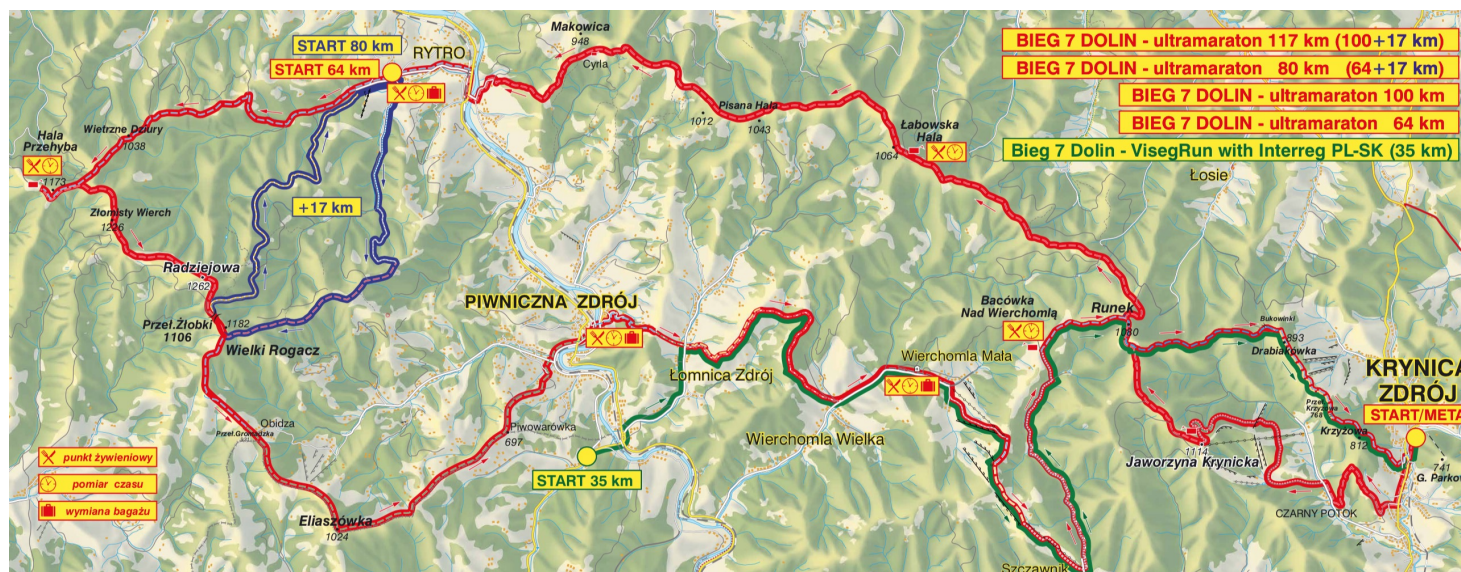 BIEG 7 DOLIN - ultramaraton 117 km (100+17 km)
BIEG 7 DOLIN - ultramaraton 80 km (64+17 km)
BIEG 7 DOLIN - ultramaraton 100 km
BIEG 7 DOLIN - ultramaraton 64 km
Bieg 7 Dolin - VisegRun with Interreg PL-SK (35 km)
START 80 km
START 64 km
RYTRO
Makowica
948
Cyrla
Pisana Hala
1012
1043
Łabowska
Hala
1064
Łosie
Hala
Przehyba
1173
Wietrzne Dziury
1038
Złomisty Wierch
1226
+17 km
Radziejowa
1262
Przeł.Żłobki
1106
1182
Wielki Rogacz
PIWNICZNA ZDRÓJ
Łomnica Zdrój
Wierchomla Mała
Wierchomla Wielka
Bacówka
Nad Wierchomlą
Runek
1080
Bukowinki
893
Drabiakówka
Przeł.
Krzyżowa
768
Krzyżowa
812
KRYNICA
ZDRÓJ
START/META
741
G. Parkow
Jaworzyna Krynicka
1114
CZARNY POTOK
Obidza
Przeł.Gromadzka
Piwowarówka
697
START 35 km
Eliaszówka
1024
Szczawnik
punkt żywieniowy
pomiar czasu
wymiana bagażu